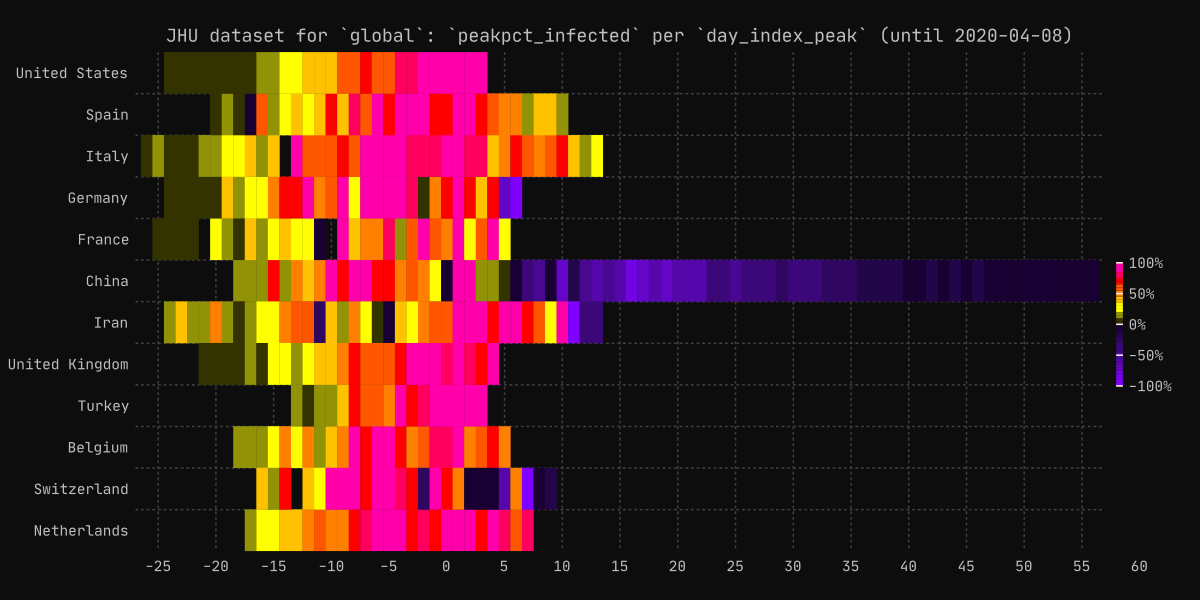 JHU dataset for `global`: `peakpct_infected` per `day_index_peak` (until 2020-04-08)
United States
Spain
Italy
Germany
France
China
Iran
United Kingdom
Turkey
Belgium
Switzerland
Netherlands
100%
50%
0%
-50%
-100%
-25 -20 -15 -10 -5 0 5 10 15 20 25 30 35 40 45 50 55 60